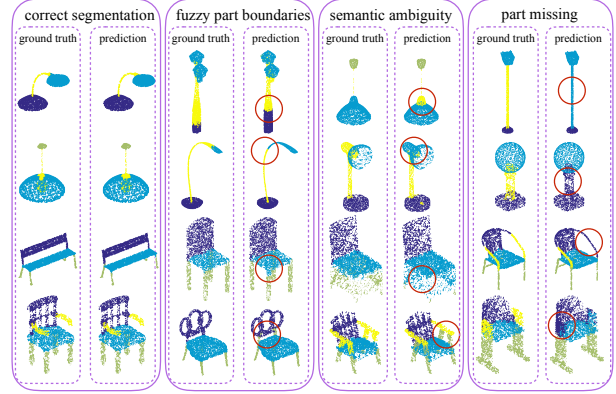 correct segmentation
ground truth
prediction
fuzzy part boundaries
ground truth
prediction
semantic ambiguity
ground truth
prediction
part missing
ground truth
prediction